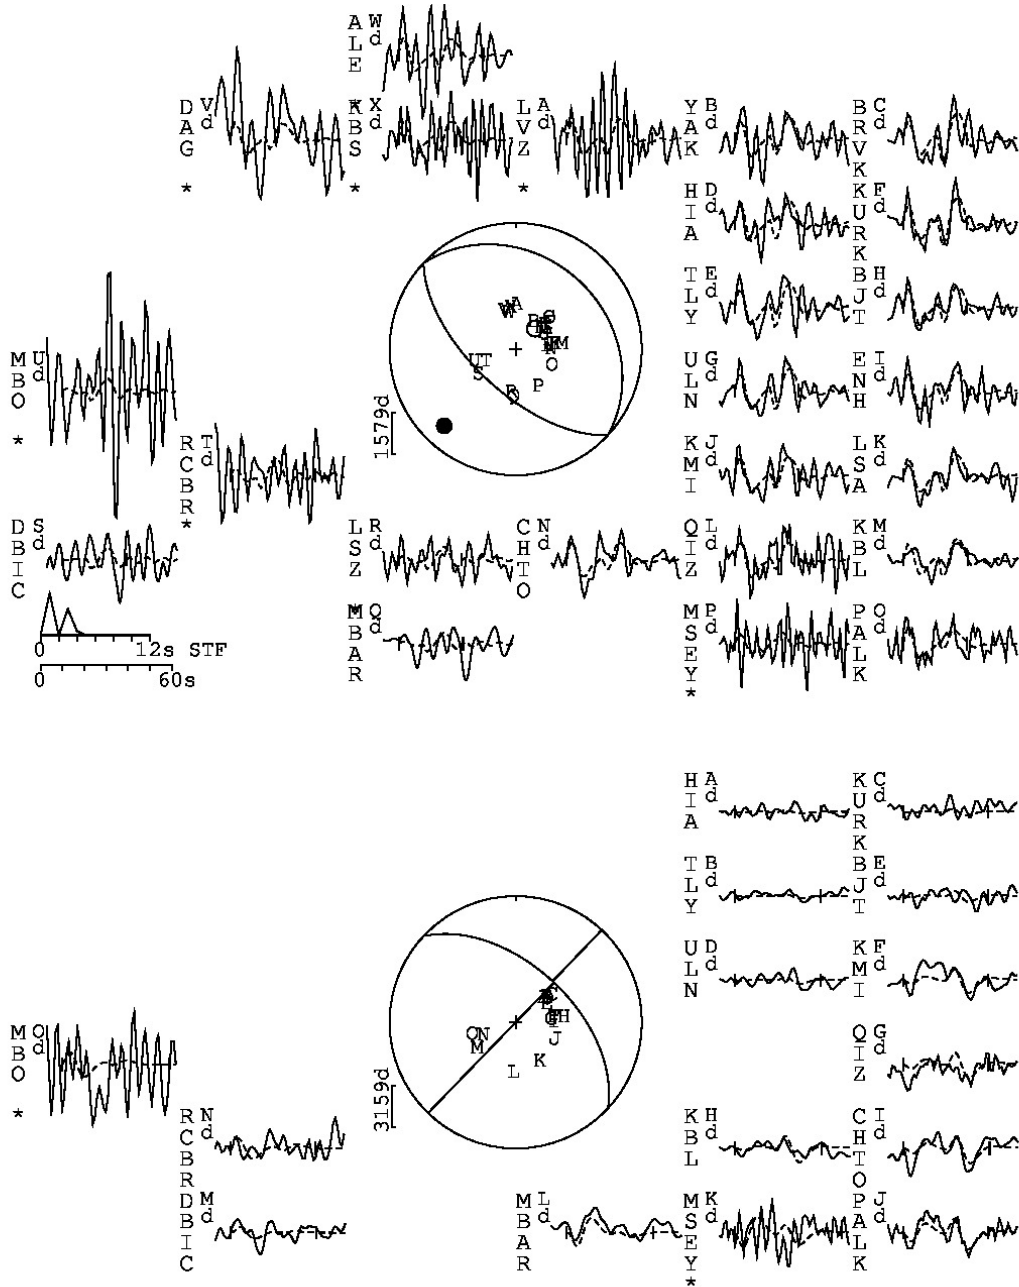 ALE * W d
DAG * V d
KBS * X d
LVZ * A d
YAK B d
BRVK C d
HIA D d
KURK F d
TLY E d
BJT H d
MBO * U d
ULN G d
ENH I d
1579d
RCBR * T d
KMI J d
LSA K d
DBIC S d
LSZ * R d
CHTO N d
QIZ L d
KBL M d
0 12s STF
0 60s
MBAR Q d
MSEY * P d
PALK O d
HIA A d
KURK C d
TLY B d
BJT E d
ULN D d
KMI F d
MBO * O d
3159d
QIZ G d
RCBR N d
KBL H d
CHTO I d
DBIC M d
MBAR L d
MSEY * K d
PALK J d